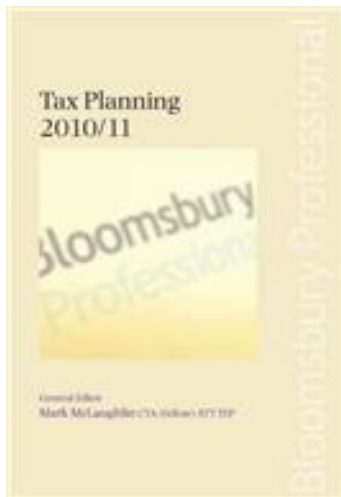 Tax Planning
2010/11
Bloomsbury
Professional
General Editor
Mark McLaughlin CTA (Fellow) ATT TEP
Bloomsbury Professional